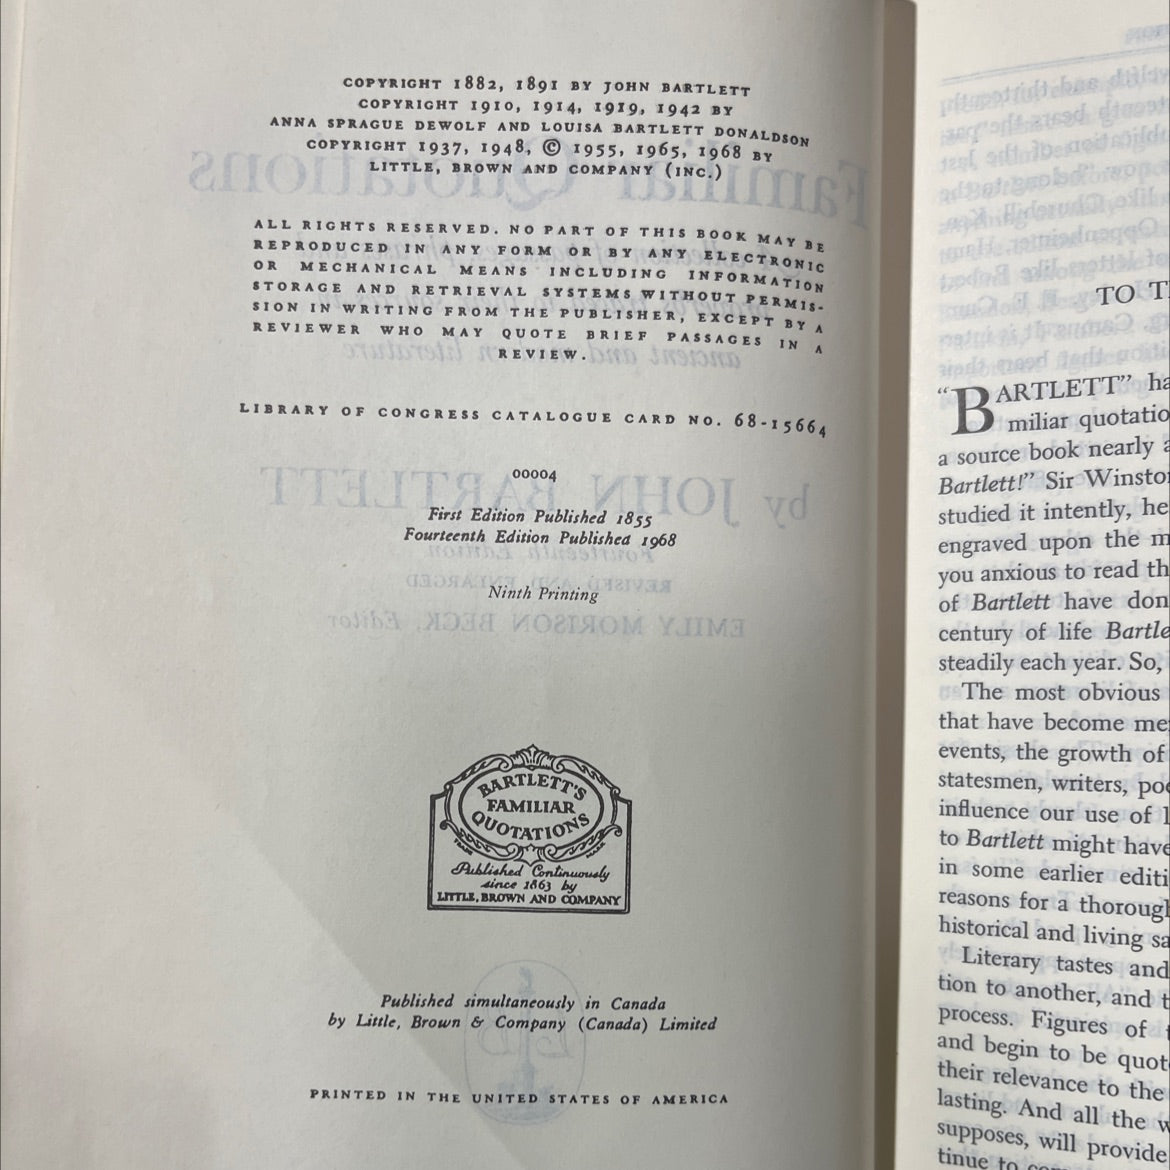 COPYRIGHT 1882, 1891 BY JOHN BARTLETT
COPYRIGHT 1910, 1914, 1919, 1942 BY
ANNA SPRAGUE DEWOLF AND LOUISA BARTLETT DONALDSON
COPYRIGHT 1937, 1948, © 1955, 1965, 1968 BY
LITTLE, BROWN AND COMPANY (INC.)
ALL RIGHTS RESERVED. NO PART OF THIS BOOK MAY BE
REPRODUCED IN ANY FORM OR BY ANY ELECTRONIC
OR MECHANICAL MEANS INCLUDING INFORMATION
STORAGE AND RETRIEVAL SYSTEMS WITHOUT PERMIS-
SION IN WRITING FROM THE PUBLISHER, EXCEPT BY A
REVIEWER WHO MAY QUOTE BRIEF PASSAGES IN A
REVIEW.
LIBRARY OF CONGRESS CATALOGUE CARD NO. 68-15664
00004
First Edition Published 1855
Fourteenth Edition Published 1968
Ninth Printing
BARTLETT'S
FAMILIAR
QUOTATIONS
TRADE MARK
Published Continuously
since 1863 by
LITTLE, BROWN AND COMPANY
Published simultaneously in Canada
by Little, Brown & Company (Canada) Limited
PRINTED IN THE UNITED STATES OF AMERICA
TO T
"BARTLETT" ha
miliar quotatio
a source book nearly a
Bartlett!" Sir Winsto
studied it intently, he
engraved upon the m
you anxious to read th
of Bartlett have don
century of life Bartle
steadily each year. So,
The most obvious
that have become me
events, the growth of
statesmen, writers, po
influence our use of l
to Bartlett might have
in some earlier editi
reasons for a thorough
historical and living sa
Literary tastes and
tion to another, and t
process. Figures of
and begin to be quot
their relevance to the
lasting. And all the w
supposes, will provide
tinue to